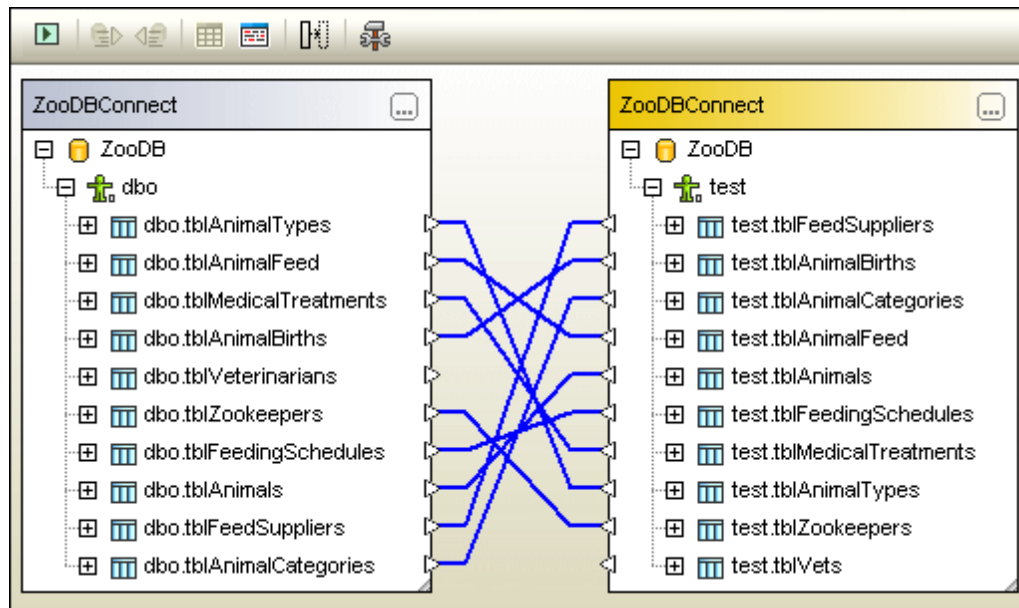 ZooDBConnect
ZooDB
dbo
dbo.tblAnimalTypes
dbo.tblAnimalFeed
dbo.tblMedicalTreatments
dbo.tblAnimalBirths
dbo.tblVeterinarians
dbo.tblZookeepers
dbo.tblFeedingSchedules
dbo.tblAnimals
dbo.tblFeedSuppliers
dbo.tblAnimalCategories
ZooDBConnect
ZooDB
test
test.tblFeedSuppliers
test.tblAnimalBirths
test.tblAnimalCategories
test.tblAnimalFeed
test.tblAnimals
test.tblFeedingSchedules
test.tblMedicalTreatments
test.tblAnimalTypes
test.tblZookeepers
test.tblVets